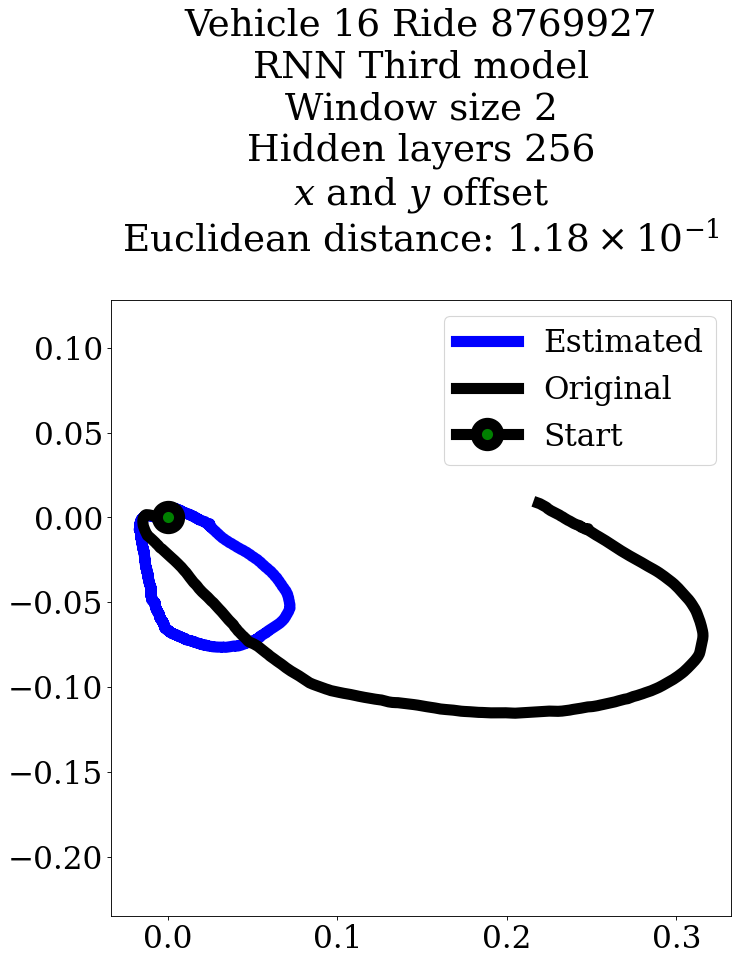 Vehicle 16 Ride 8769927
RNN Third model
Window size 2
Hidden layers 256
x and y offset
Euclidean distance: 1.18 × 10⁻¹
Estimated
Original
Start
0.10
0.05
0.00
−0.05
−0.10
−0.15
−0.20
0.0 0.1 0.2 0.3